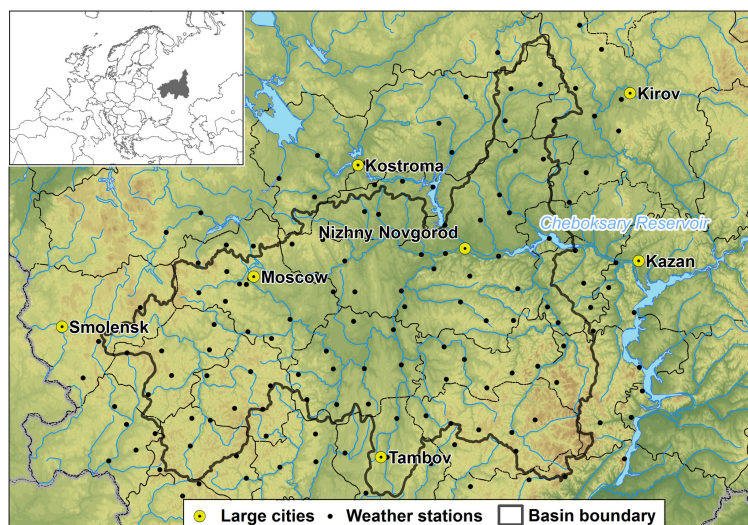 Kirov
Kostroma
Cheboksary Reservoir
Nizhny Novgorod
Kazan
Moscow
Smolensk
Tambov
Large cities
Weather stations
Basin boundary